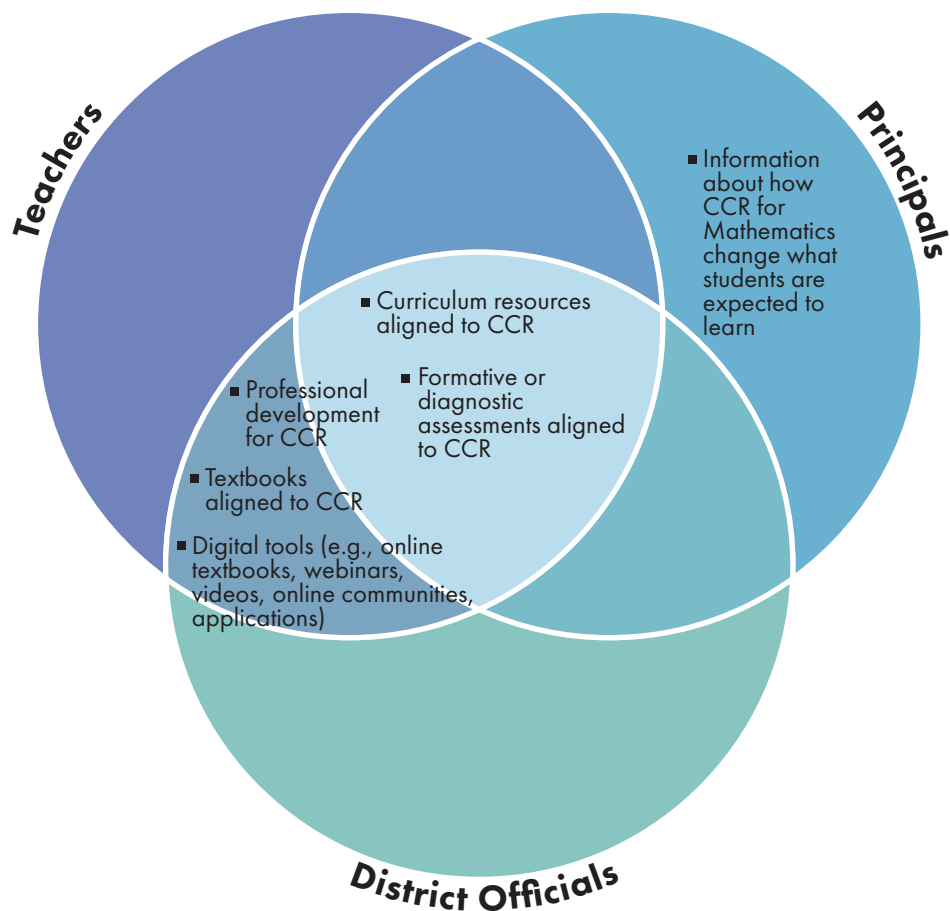 Teachers
Principals
▪ Information
about how
CCR for
Mathematics
change what
students are
expected to
learn
▪ Curriculum resources
aligned to CCR
▪ Formative or
diagnostic
assessments aligned
to CCR
▪ Professional
development
for CCR
▪ Textbooks
aligned to CCR
▪ Digital tools (e.g., online
textbooks, webinars,
videos, online communities,
applications)
District Officials